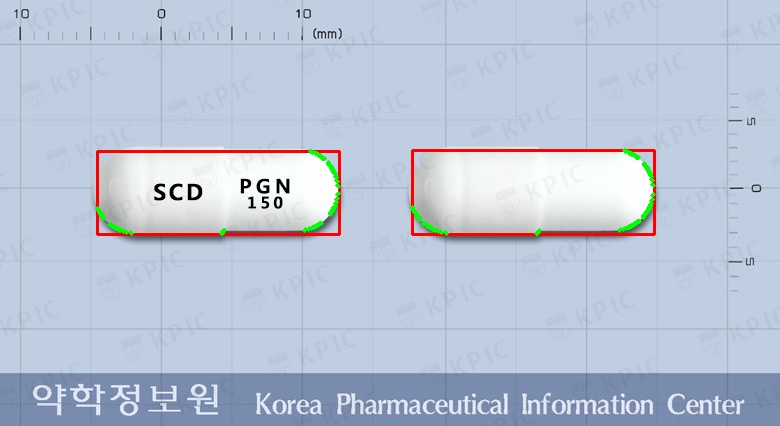 10 0 10
(mm)
5
0
5
SCD PGN
150
KPIC
약학정보원 Korea Pharmaceutical Information Center